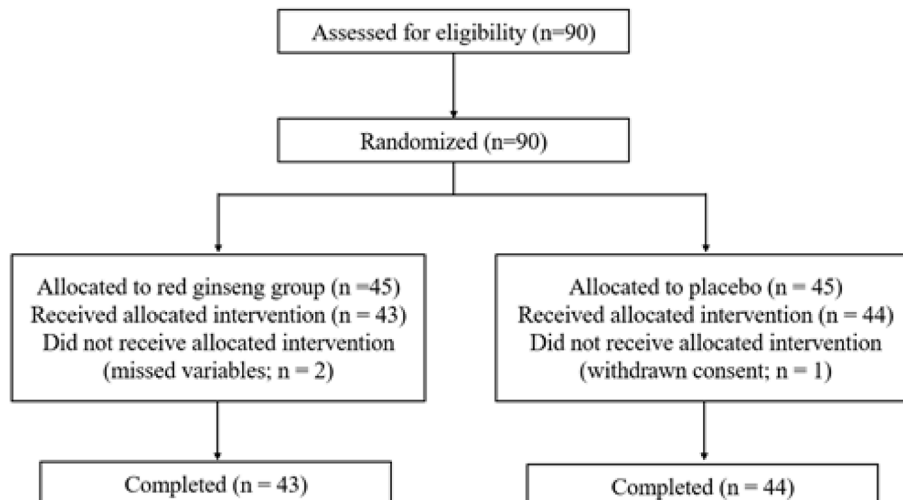 Assessed for eligibility (n=90)
Randomized (n=90)
Allocated to red ginseng group (n =45)
Received allocated intervention (n = 43)
Did not receive allocated intervention
(missed variables; n = 2)
Allocated to placebo (n = 45)
Received allocated intervention (n = 44)
Did not receive allocated intervention
(withdrawn consent; n = 1)
Completed (n = 43)
Completed (n = 44)